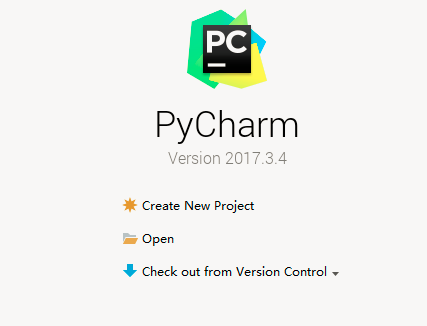 PC
PyCharm
Version 2017.3.4
Create New Project
Open
Check out from Version Control